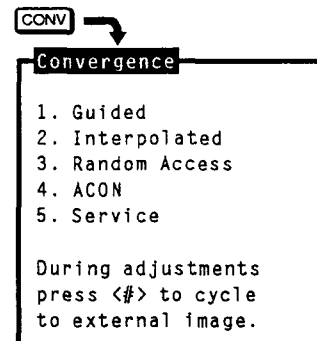 CONV
Convergence
1. Guided
2. Interpolated
3. Random Access
4. ACON
5. Service
During adjustments
press <#> to cycle
to external image.